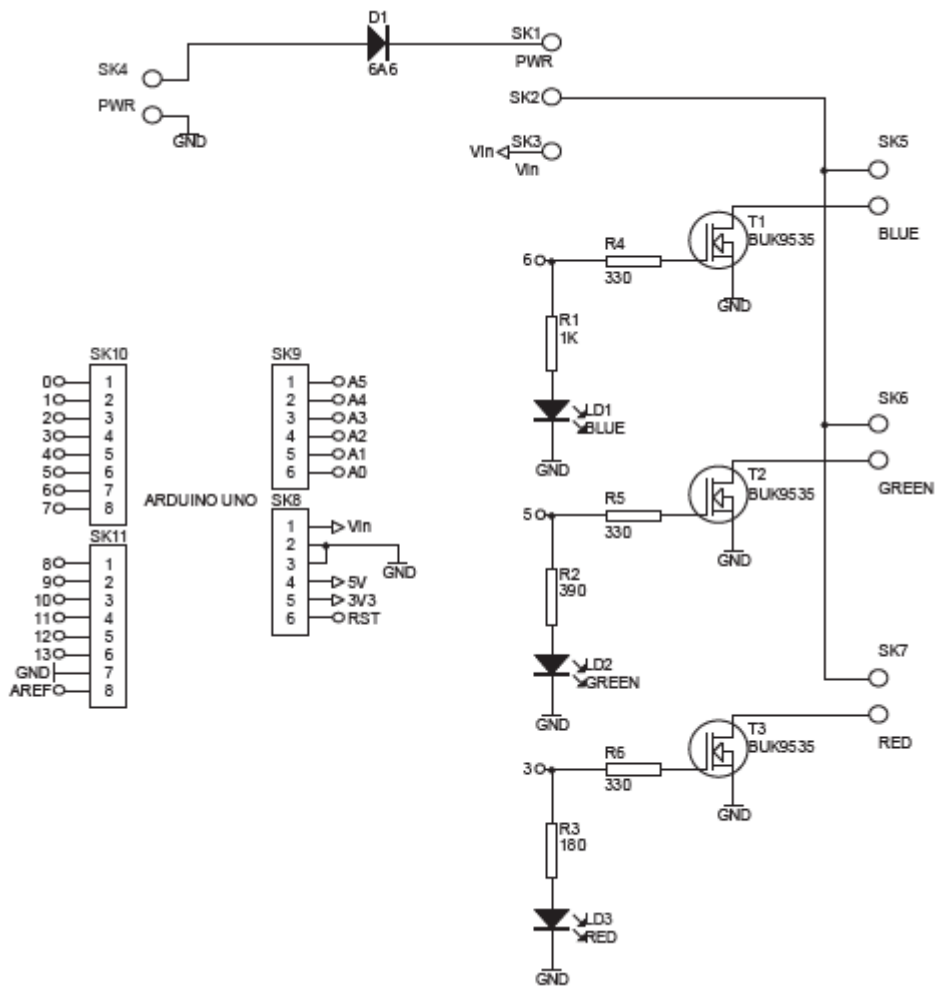 D1
6A6
SK1
PWR
SK4
PWR
GND
SK2
SK3
Vin
Vin
SK5
BLUE
T1
BUK9535
6
R4
330
GND
R1
1K
LD1
BLUE
GND
SK10
0 1
1 2
2 3
3 4
4 5
5 6
6 7
7 8
ARDUINO UNO
SK9
1 A5
2 A4
3 A3
4 A2
5 A1
6 A0
SK8
1 Vin
2
3
GND
4 5V
5 3V3
6 RST
SK11
8 1
9 2
10 3
11 4
12 5
13 6
GND 7
AREF 8
SK6
GREEN
T2
BUK9535
5
R5
330
GND
R2
390
LD2
GREEN
GND
SK7
RED
T3
BUK9535
3
R6
330
GND
R3
180
LD3
RED
GND